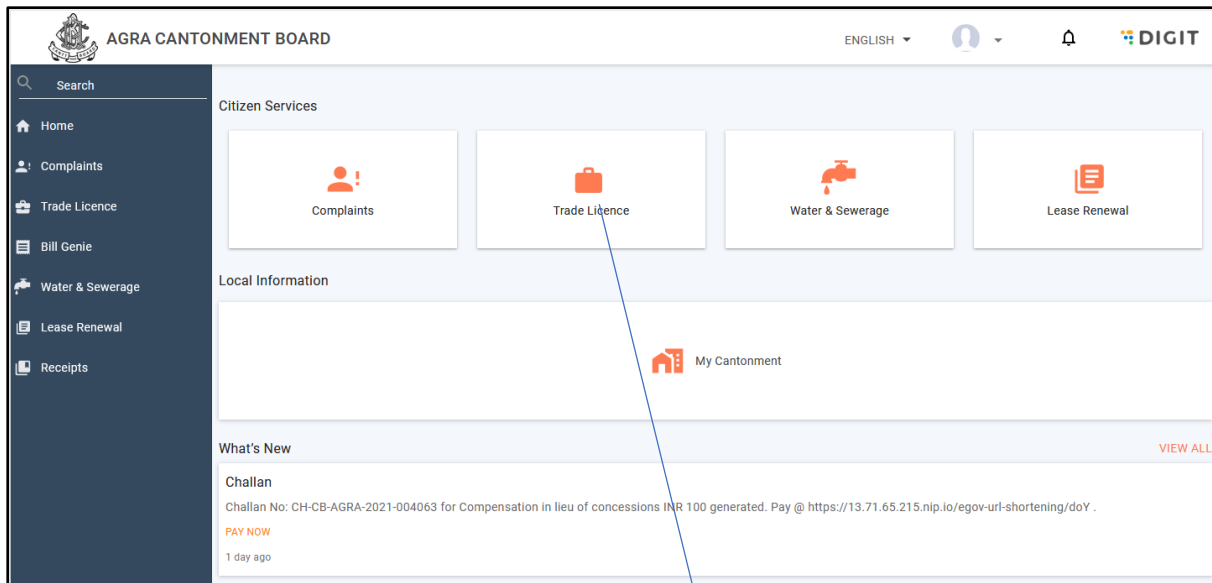 AGRA CANTONMENT BOARD
ENGLISH
DIGIT
Search
Home
Complaints
Trade Licence
Bill Genie
Water & Sewerage
Lease Renewal
Receipts
Citizen Services
Complaints
Trade Licence
Water & Sewerage
Lease Renewal
Local Information
My Cantonment
What's New
VIEW ALL
Challan
Challan No: CH-CB-AGRA-2021-004063 for Compensation in lieu of concessions INR 100 generated. Pay @ https://13.71.65.215.nip.io/egov-url-shortening/doY .
PAY NOW
1 day ago